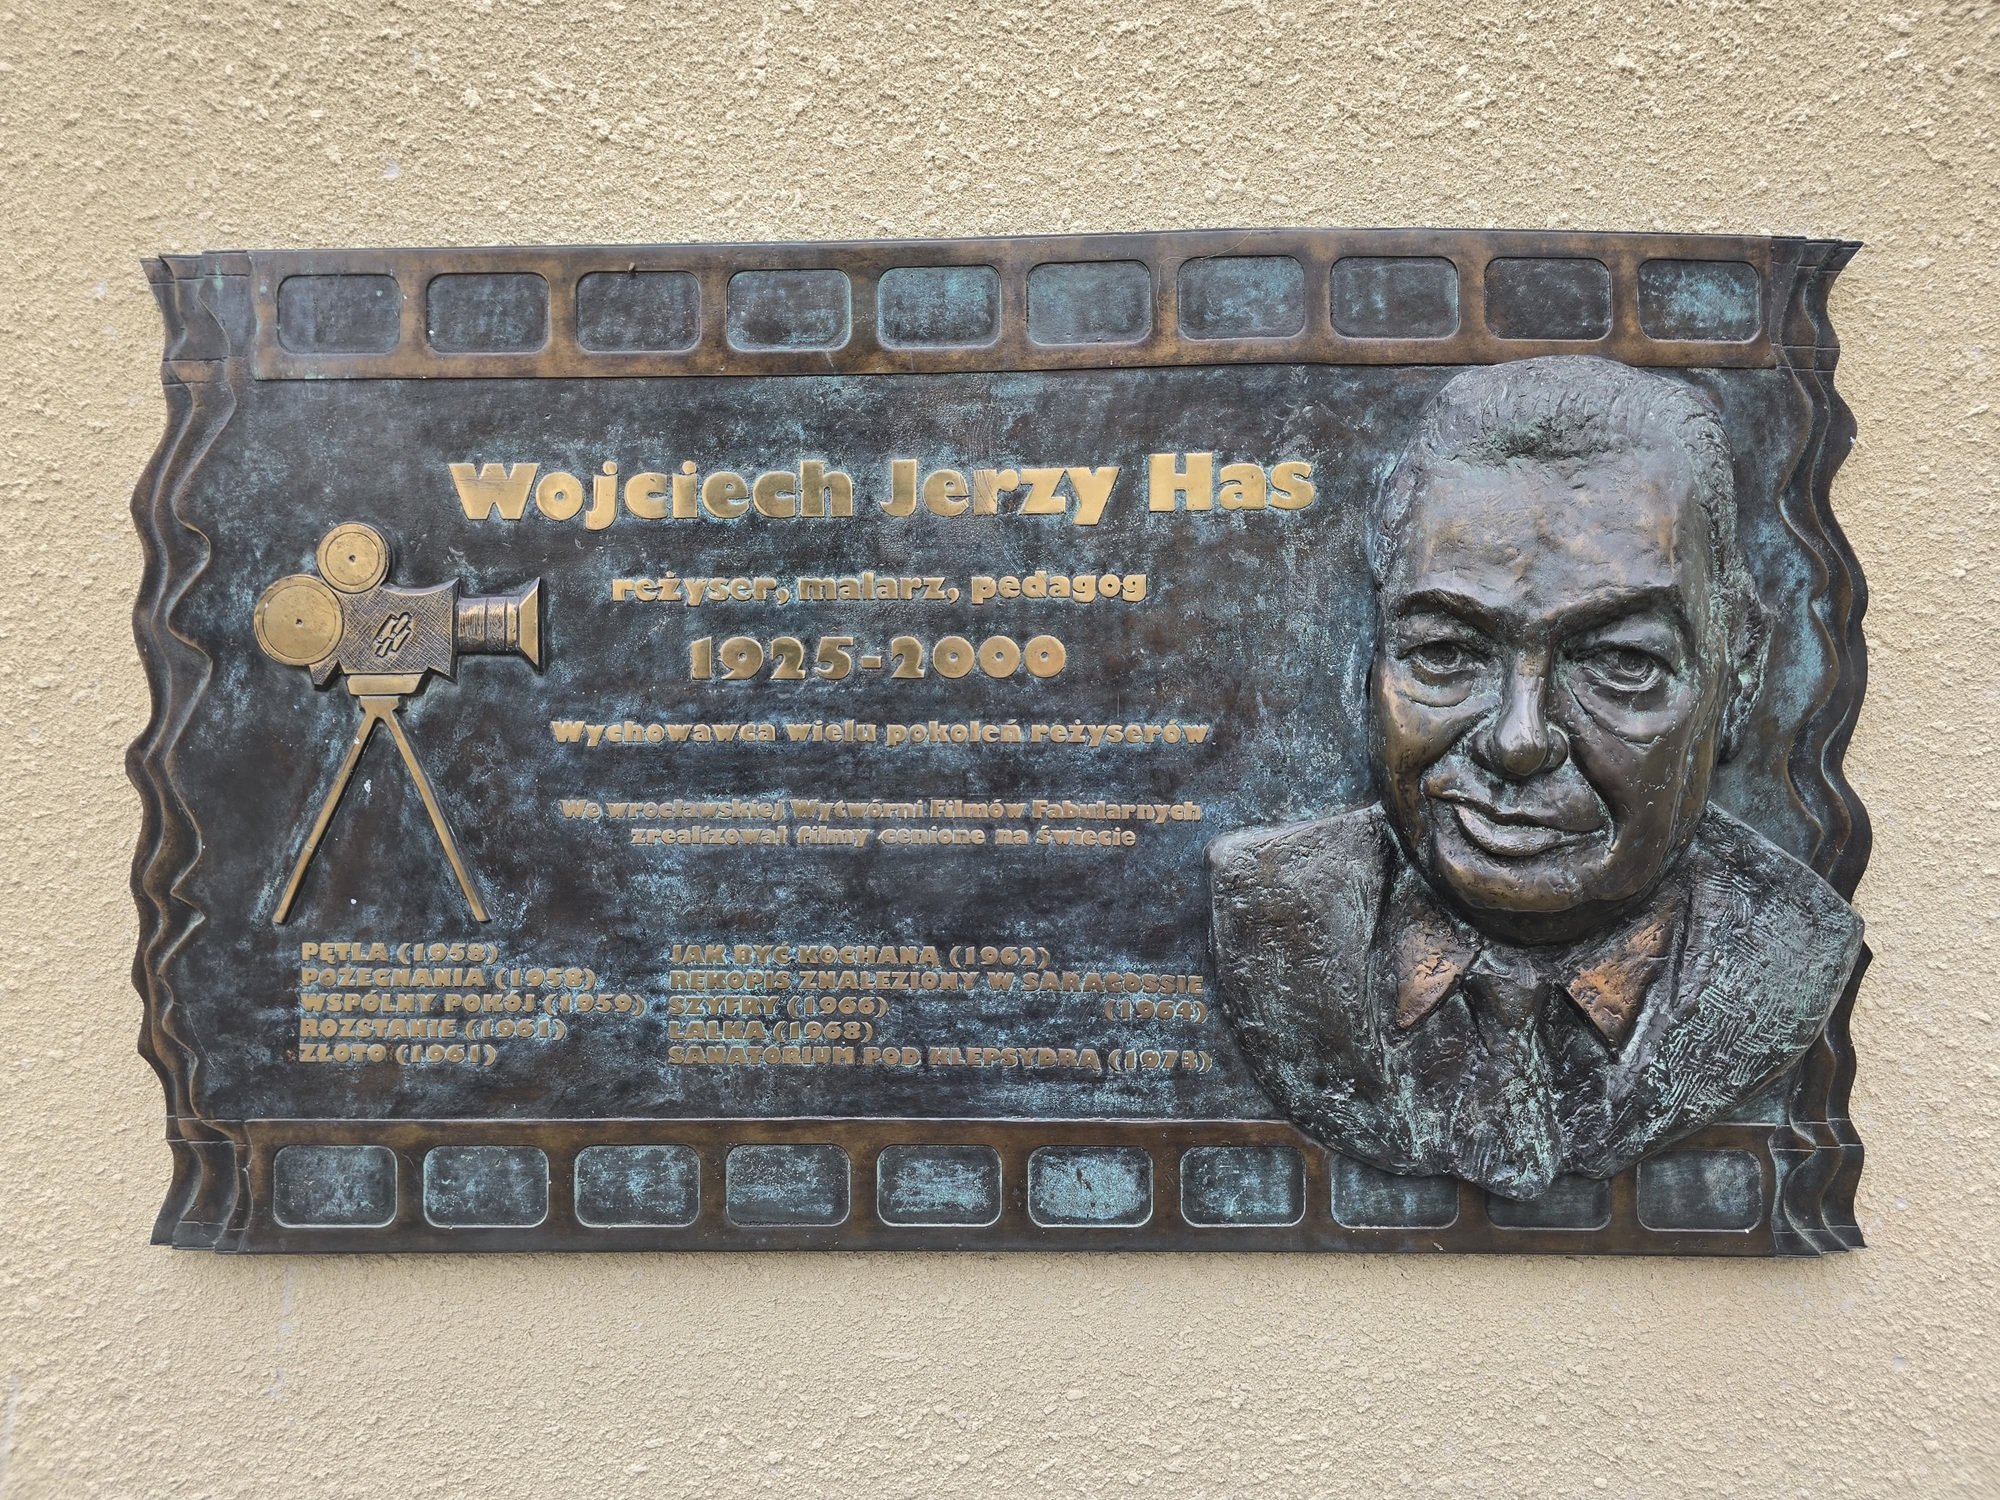 Wojciech Jerzy Has
reżyser, malarz, pedagog
1925-2000
Wychowawca wielu pokoleń reżyserów
We wrocławskiej Wytwórni Filmów Fabularnych
zrealizował filmy cenione na świecie
PĘTLA (1958)
POŻEGNANIA (1958)
WSPÓLNY POKÓJ (1959)
ROZSTANIE (1961)
ZŁOTO (1961)
JAK BYĆ KOCHANĄ (1962)
RĘKOPIS ZNALEZIONY W SARAGOSSIE
(1964)
SZYFRY (1966)
LALKA (1968)
SANATORIUM POD KLEPSYDRĄ (1973)